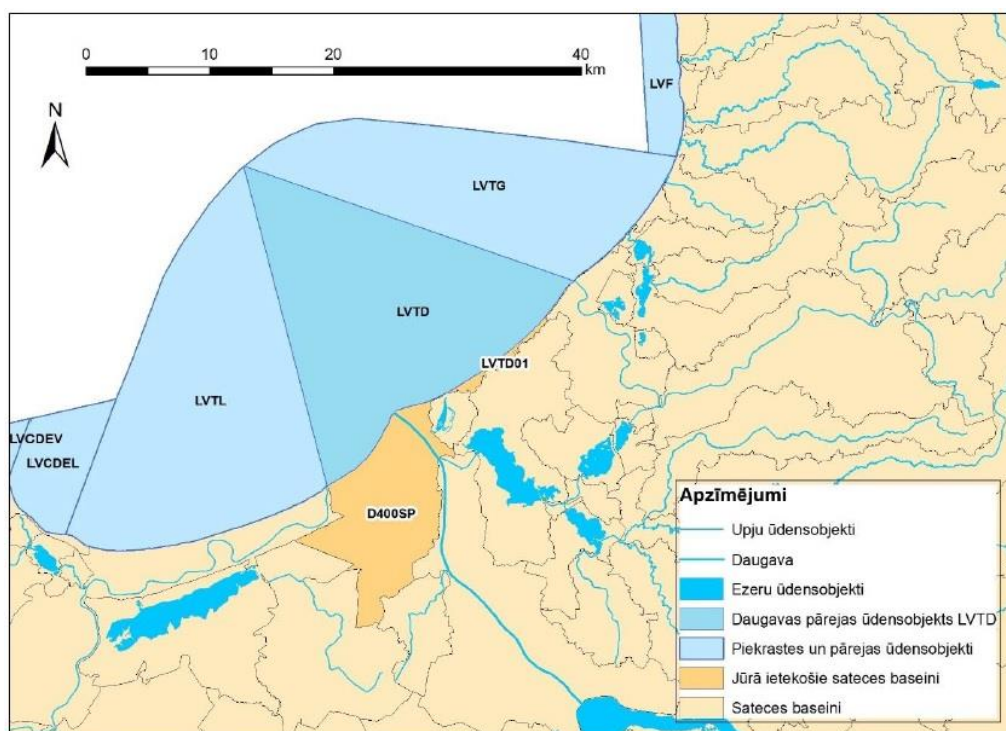 0 10 20 40
km
N
LVF
LVTG
LVTD
LVTD01
LVTL
LVCDEV
LVCDEL
D400SP
Apzīmējumi
Upju ūdensobjekti
Daugava
Ezeru ūdensobjekti
Daugavas pārejas ūdensobjekts LVTD
Piekrastes un pārejas ūdensobjekti
Jūrā ietekošie sateces baseini
Sateces baseini